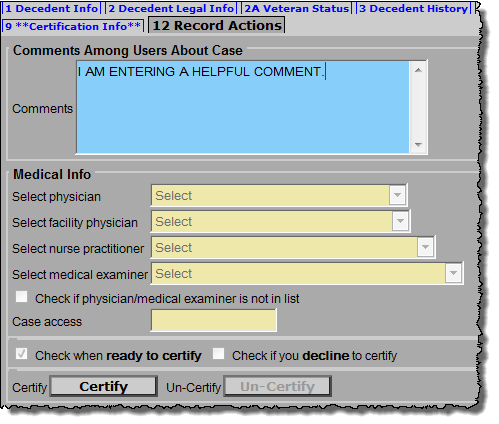 1 Decedent Info 2 Decedent Legal Info 2A Veteran Status 3 Decedent History
9 **Certification Info** 12 Record Actions
Comments Among Users About Case
Comments I AM ENTERING A HELPFUL COMMENT.
Medical Info
Select physician Select
Select facility physician Select
Select nurse practitioner Select
Select medical examiner Select
Check if physician/medical examiner is not in list
Case access
Check when ready to certify Check if you decline to certify
Certify Certify Un-Certify Un-Certify